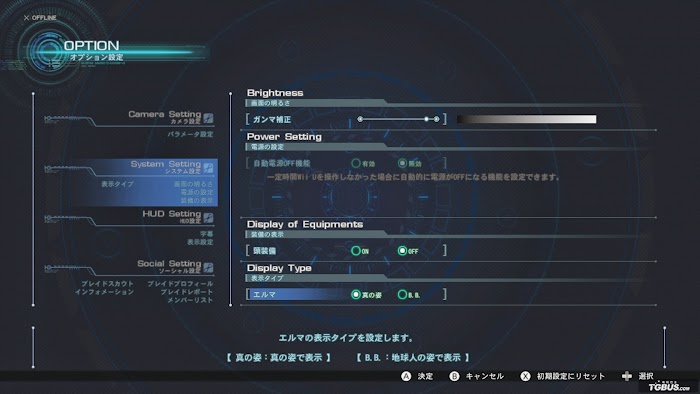 X:OFFLINE
OPTION
オプション設定
Camera Setting
カメラ設定
パラメータ設定
System Setting
システム設定
表示タイプ 画面の明るさ
電源の設定
装備の表示
HUD Setting
HUD設定
字幕
表示設定
Social Setting
ソーシャル設定
ブレイドスカウト ブレイドプロフィール
インフォメーション ブレイドレポート
メンバーリスト
Brightness
画面の明るさ
ガンマ補正
Power Setting
電源の設定
自動電源OFF機能 有効 無効
一定時間Wii Uを操作しなかった場合に自動的に電源がOFFになる機能を設定できます。
Display of Equipments
装備の表示
頭装備 ON OFF
Display Type
表示タイプ
エルマ 真の姿 B.B.
エルマの表示タイプを設定します。
【 真の姿：真の姿で表示 】 【 B.B.：地球人の姿で表示 】
A 決定 B キャンセル X 初期設定にリセット 選択
TGBUS.COM